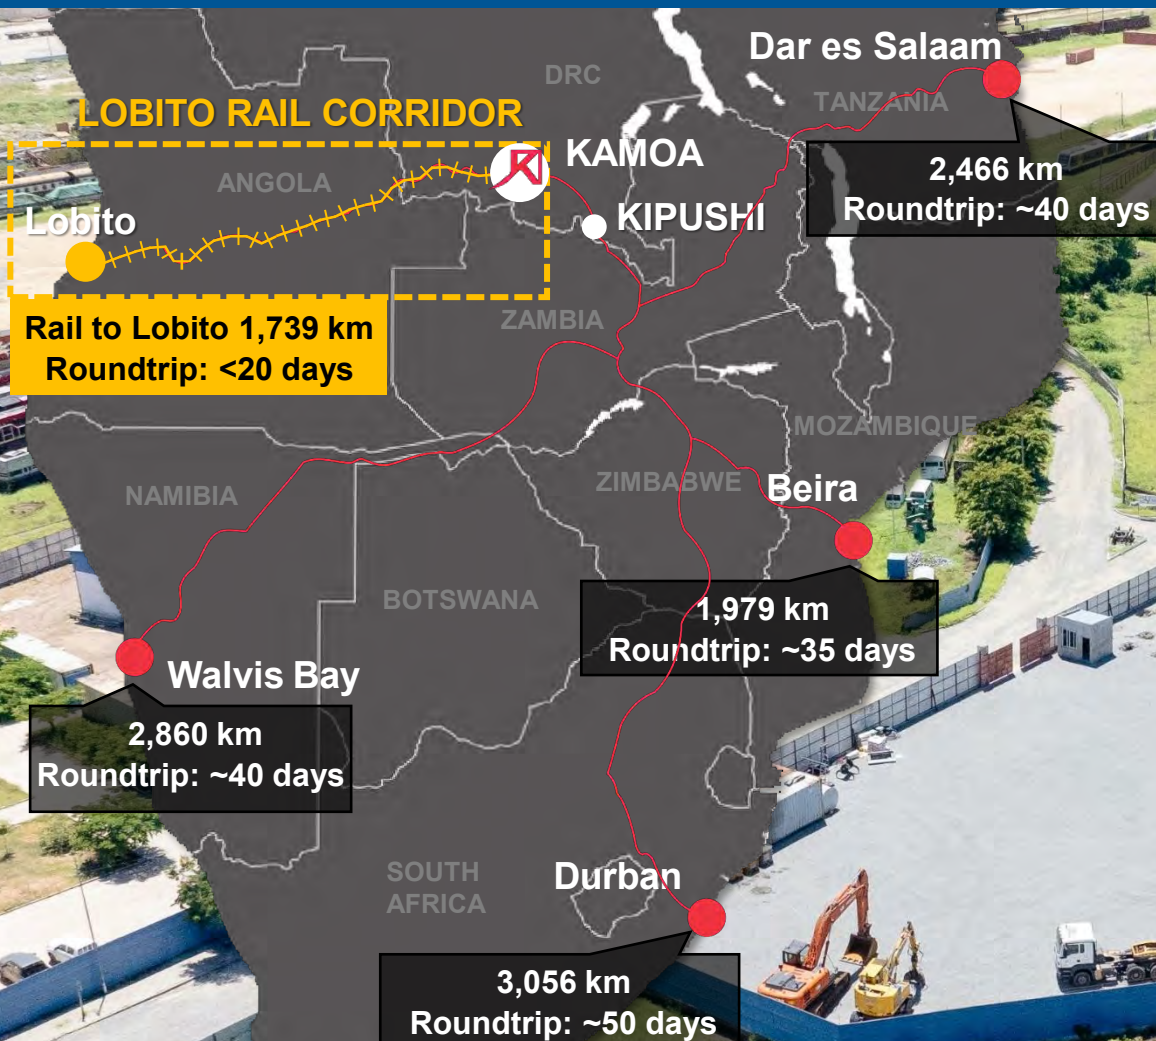 Dar es Salaam
DRC
TANZANIA
LOBITO RAIL CORRIDOR
KAMOA
2,466 km
Roundtrip: ~40 days
ANGOLA
Lobito
KIPUSHI
Rail to Lobito 1,739 km
Roundtrip: <20 days
ZAMBIA
MOZAMBIQUE
NAMIBIA
ZIMBABWE
Beira
BOTSWANA
1,979 km
Roundtrip: ~35 days
Walvis Bay
2,860 km
Roundtrip: ~40 days
SOUTH
AFRICA
Durban
3,056 km
Roundtrip: ~50 days